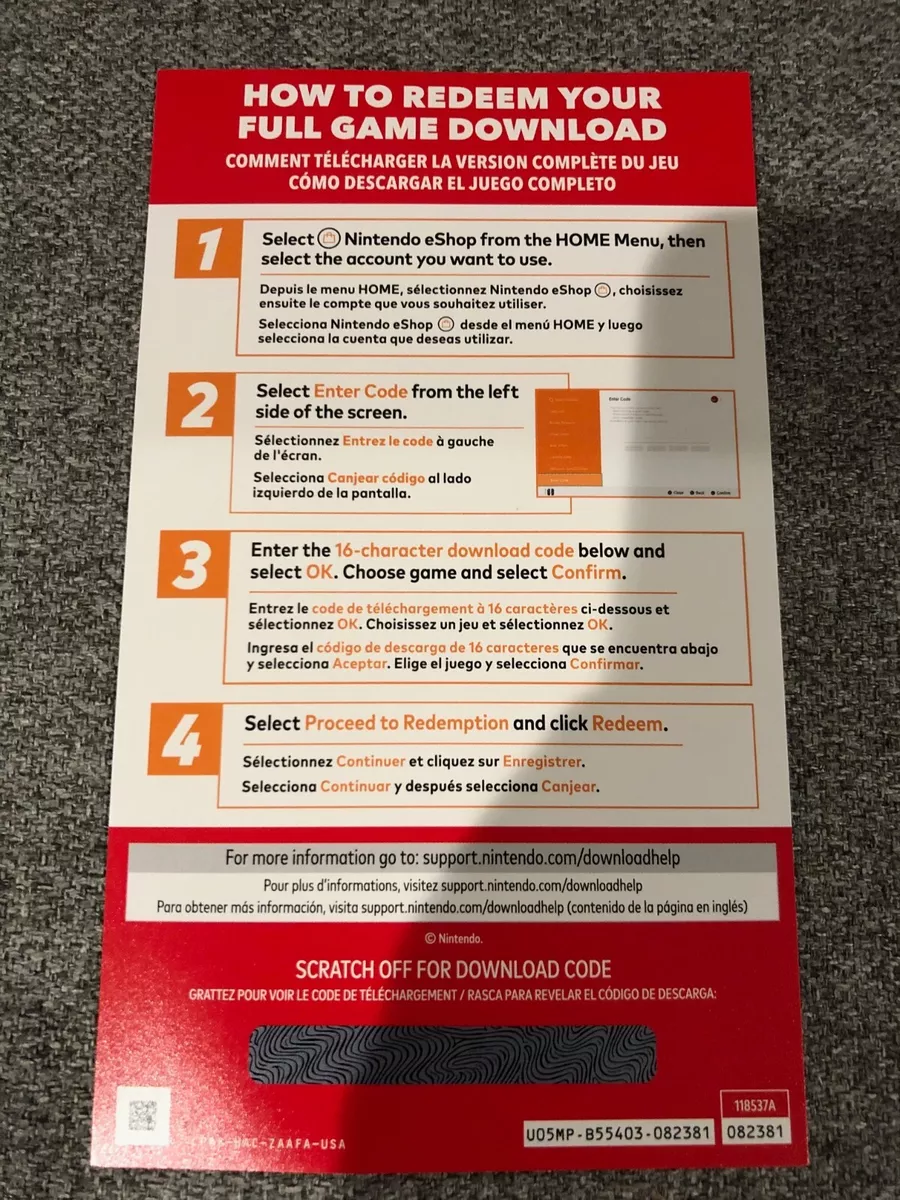 HOW TO REDEEM YOUR
FULL GAME DOWNLOAD
COMMENT TÉLÉCHARGER LA VERSION COMPLÈTE DU JEU
CÓMO DESCARGAR EL JUEGO COMPLETO
1
Select Nintendo eShop from the HOME Menu, then
select the account you want to use.
Depuis le menu HOME, sélectionnez Nintendo eShop , choisissez
ensuite le compte que vous souhaitez utiliser.
Selecciona Nintendo eShop desde el menú HOME y luego
selecciona la cuenta que deseas utilizar.
2
Select Enter Code from the left
side of the screen.
Sélectionnez Entrez le code à gauche
de l'écran.
Selecciona Canjear código al lado
izquierdo de la pantalla.
Enter Code
Close Back Confirm
3
Enter the 16-character download code below and
select OK. Choose game and select Confirm.
Entrez le code de téléchargement à 16 caractères ci-dessous et
sélectionnez OK. Choisissez un jeu et sélectionnez OK.
Ingresa el código de descarga de 16 caracteres que se encuentra abajo
y selecciona Aceptar. Elige el juego y selecciona Confirmar.
4
Select Proceed to Redemption and click Redeem.
Sélectionnez Continuer et cliquez sur Enregistrer.
Selecciona Continuar y después selecciona Canjear.
For more information go to: support.nintendo.com/downloadhelp
Pour plus d'informations, visitez support.nintendo.com/downloadhelp
Para obtener más información, visita support.nintendo.com/downloadhelp (contenido de la página en inglés)
© Nintendo.
SCRATCH OFF FOR DOWNLOAD CODE
GRATTEZ POUR VOIR LE CODE DE TÉLÉCHARGEMENT / RASCA PARA REVELAR EL CÓDIGO DE DESCARGA:
118537A
HAC-ZAAFA-USA
U05MP-B55403-082381
082381